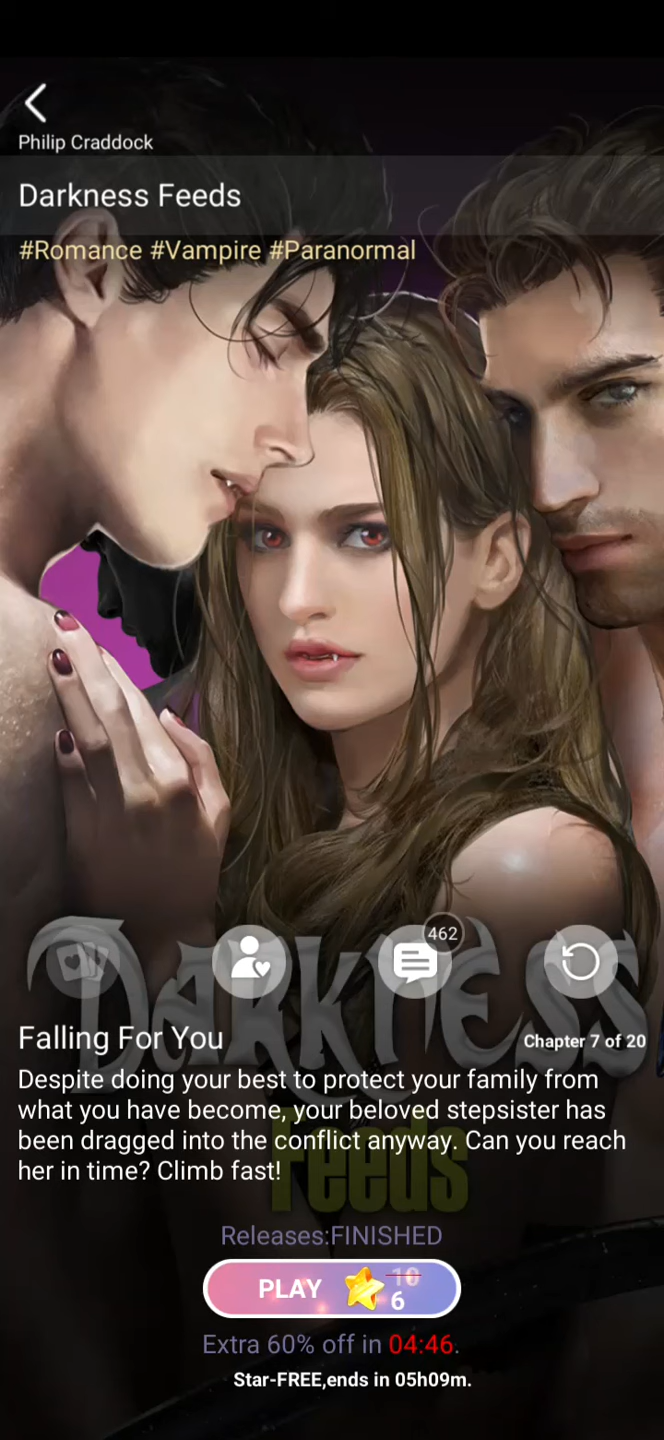 Philip Craddock
Darkness Feeds
#Romance #Vampire #Paranormal
462
DARKNESS
Falling For You
Chapter 7 of 20
Despite doing your best to protect your family from
what you have become, your beloved stepsister has
been dragged into the conflict anyway. Can you reach
her in time? Climb fast!
Feeds
Releases:FINISHED
PLAY 10
6
Extra 60% off in 04:46.
Star-FREE,ends in 05h09m.